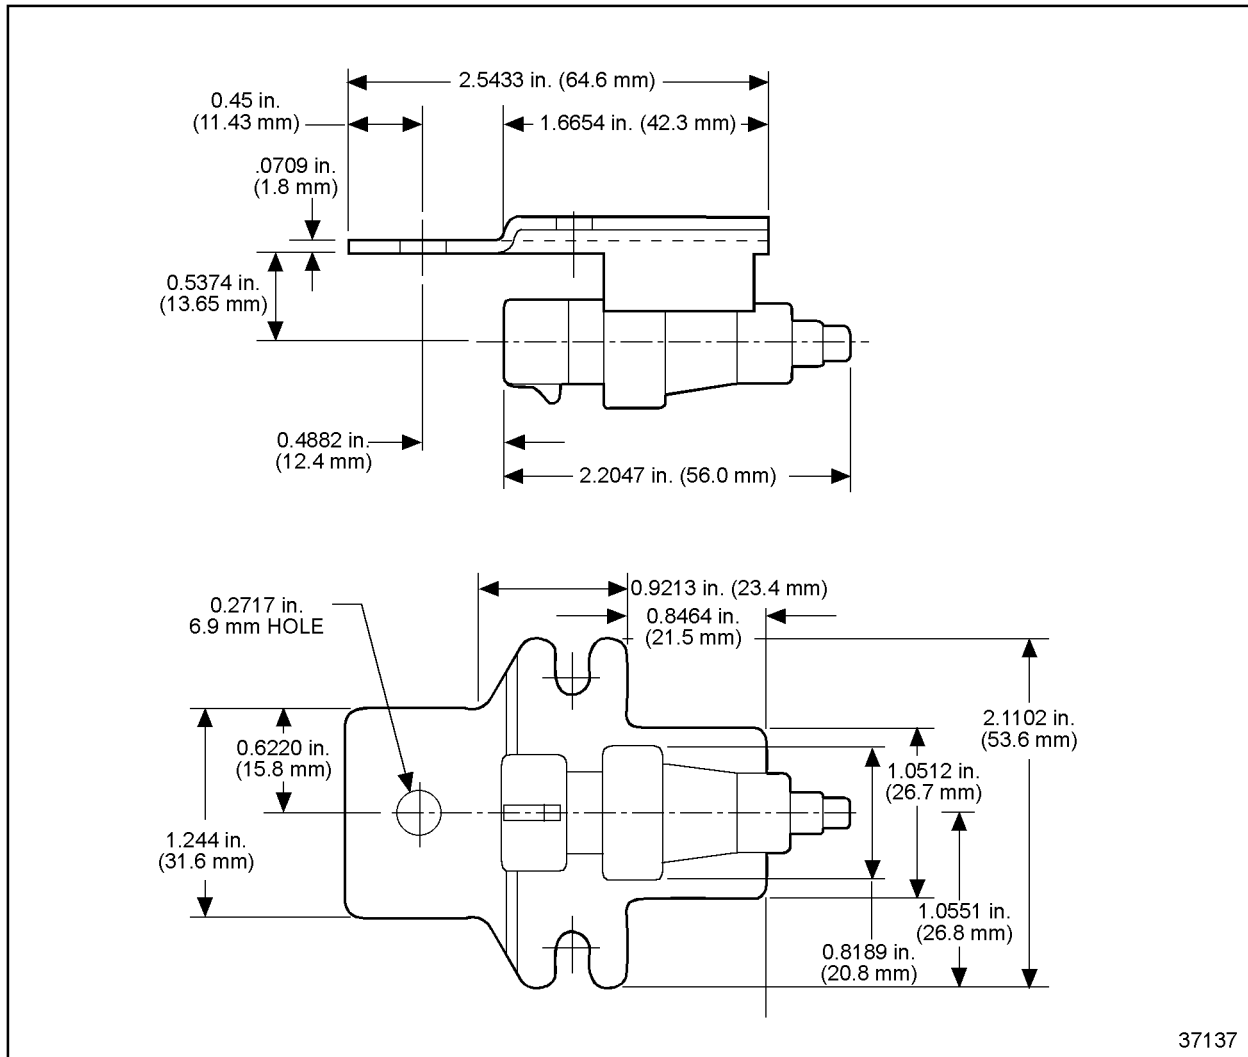 2.5433 in. (64.6 mm)
0.45 in.
(11.43 mm)
1.6654 in. (42.3 mm)
.0709 in.
(1.8 mm)
0.5374 in.
(13.65 mm)
0.4882 in.
(12.4 mm)
2.2047 in. (56.0 mm)
0.9213 in. (23.4 mm)
0.2717 in.
6.9 mm HOLE
0.8464 in.
(21.5 mm)
2.1102 in.
(53.6 mm)
0.6220 in.
(15.8 mm)
1.0512 in.
(26.7 mm)
1.244 in.
(31.6 mm)
1.0551 in.
(26.8 mm)
0.8189 in.
(20.8 mm)
37137